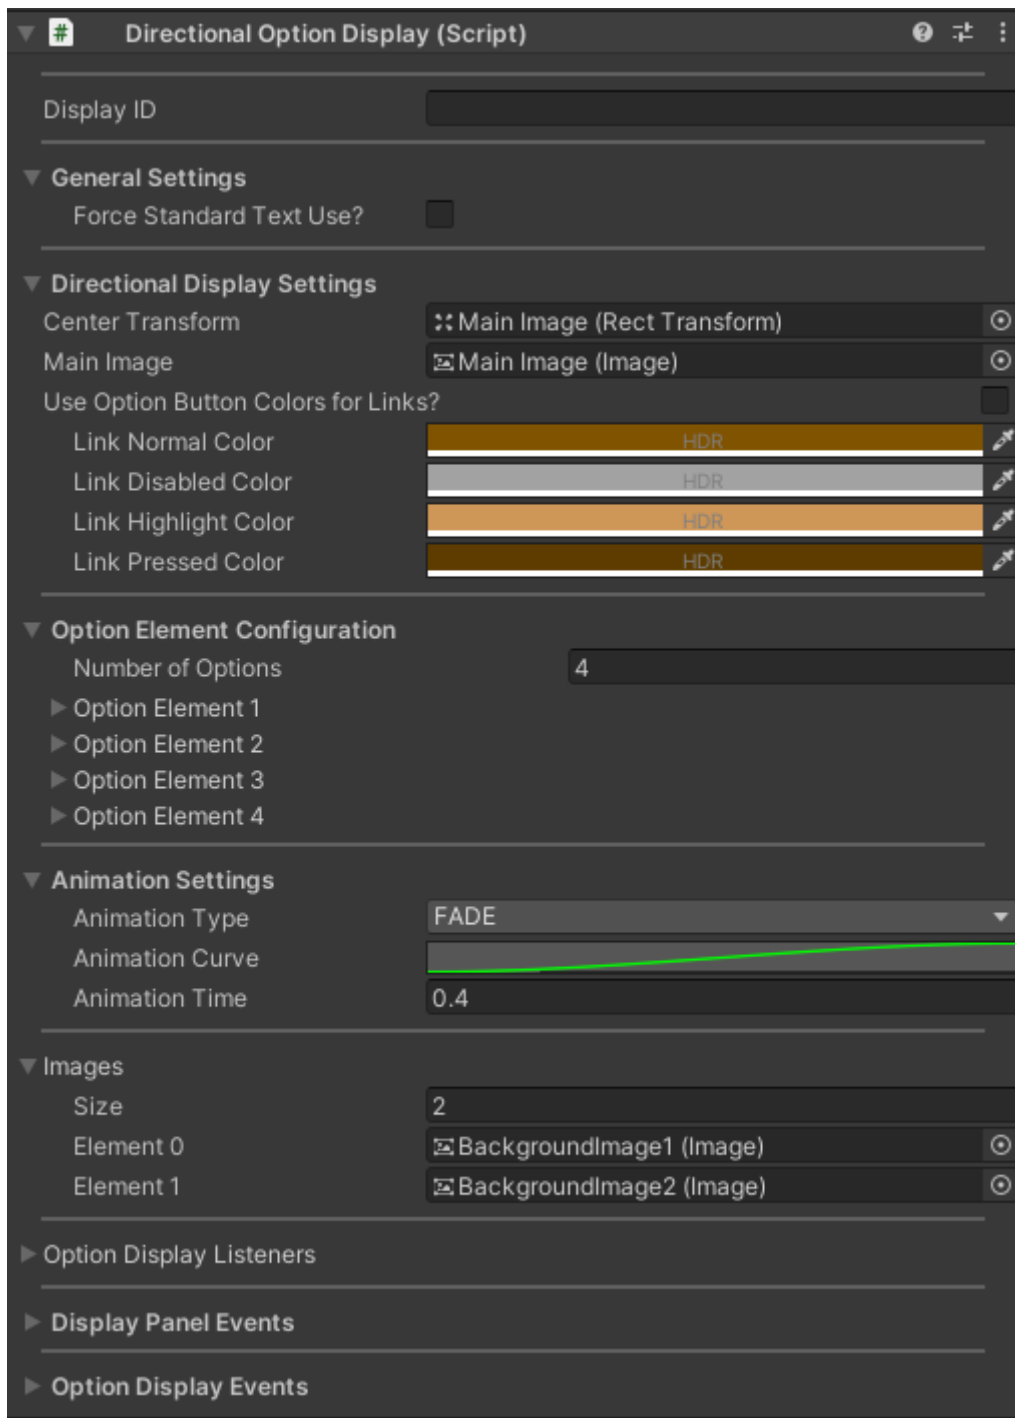 # Directional Option Display (Script)
Display ID
General Settings
Force Standard Text Use?
Directional Display Settings
Center Transform Main Image (Rect Transform)
Main Image Main Image (Image)
Use Option Button Colors for Links?
Link Normal Color HDR
Link Disabled Color HDR
Link Highlight Color HDR
Link Pressed Color HDR
Option Element Configuration
Number of Options 4
Option Element 1
Option Element 2
Option Element 3
Option Element 4
Animation Settings
Animation Type FADE
Animation Curve
Animation Time 0.4
Images
Size 2
Element 0 BackgroundImage1 (Image)
Element 1 BackgroundImage2 (Image)
Option Display Listeners
Display Panel Events
Option Display Events